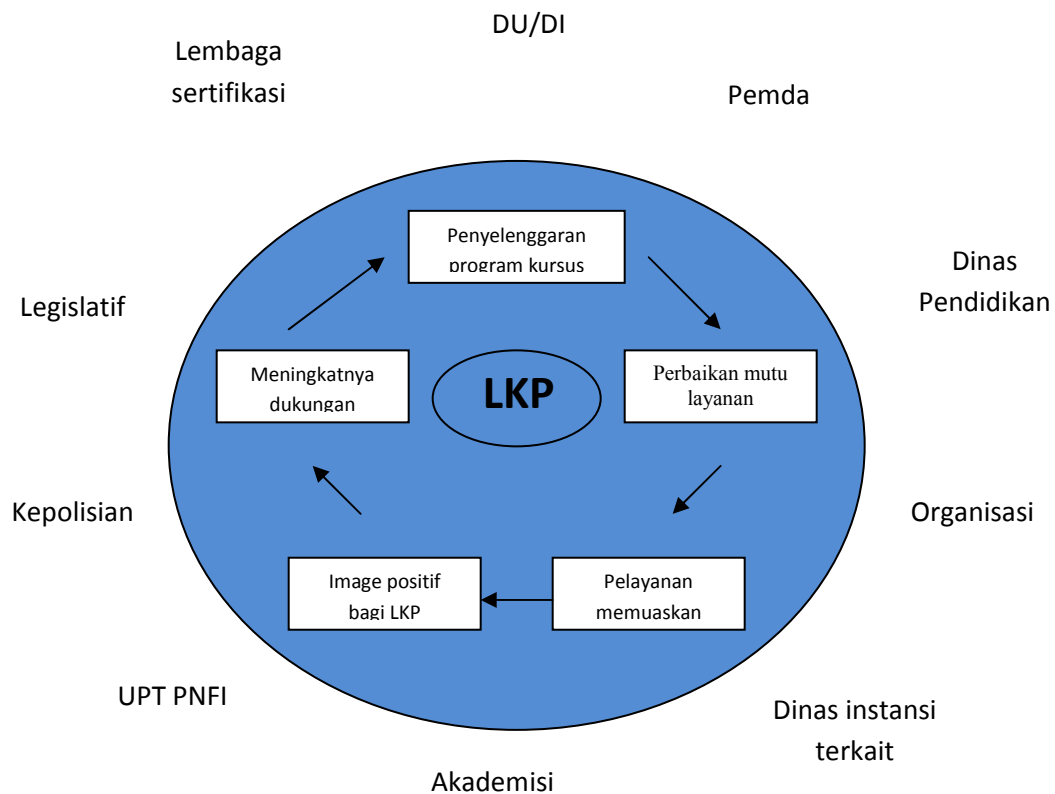 DU/DI
Lembaga
sertifikasi
Pemda
Penyelenggaran
program kursus
Dinas
Pendidikan
Legislatif
Meningkatnya
dukungan
LKP
Perbaikan mutu
layanan
Kepolisian
Organisasi
Image positif
bagi LKP
Pelayanan
memuaskan
UPT PNFI
Dinas instansi
terkait
Akademisi